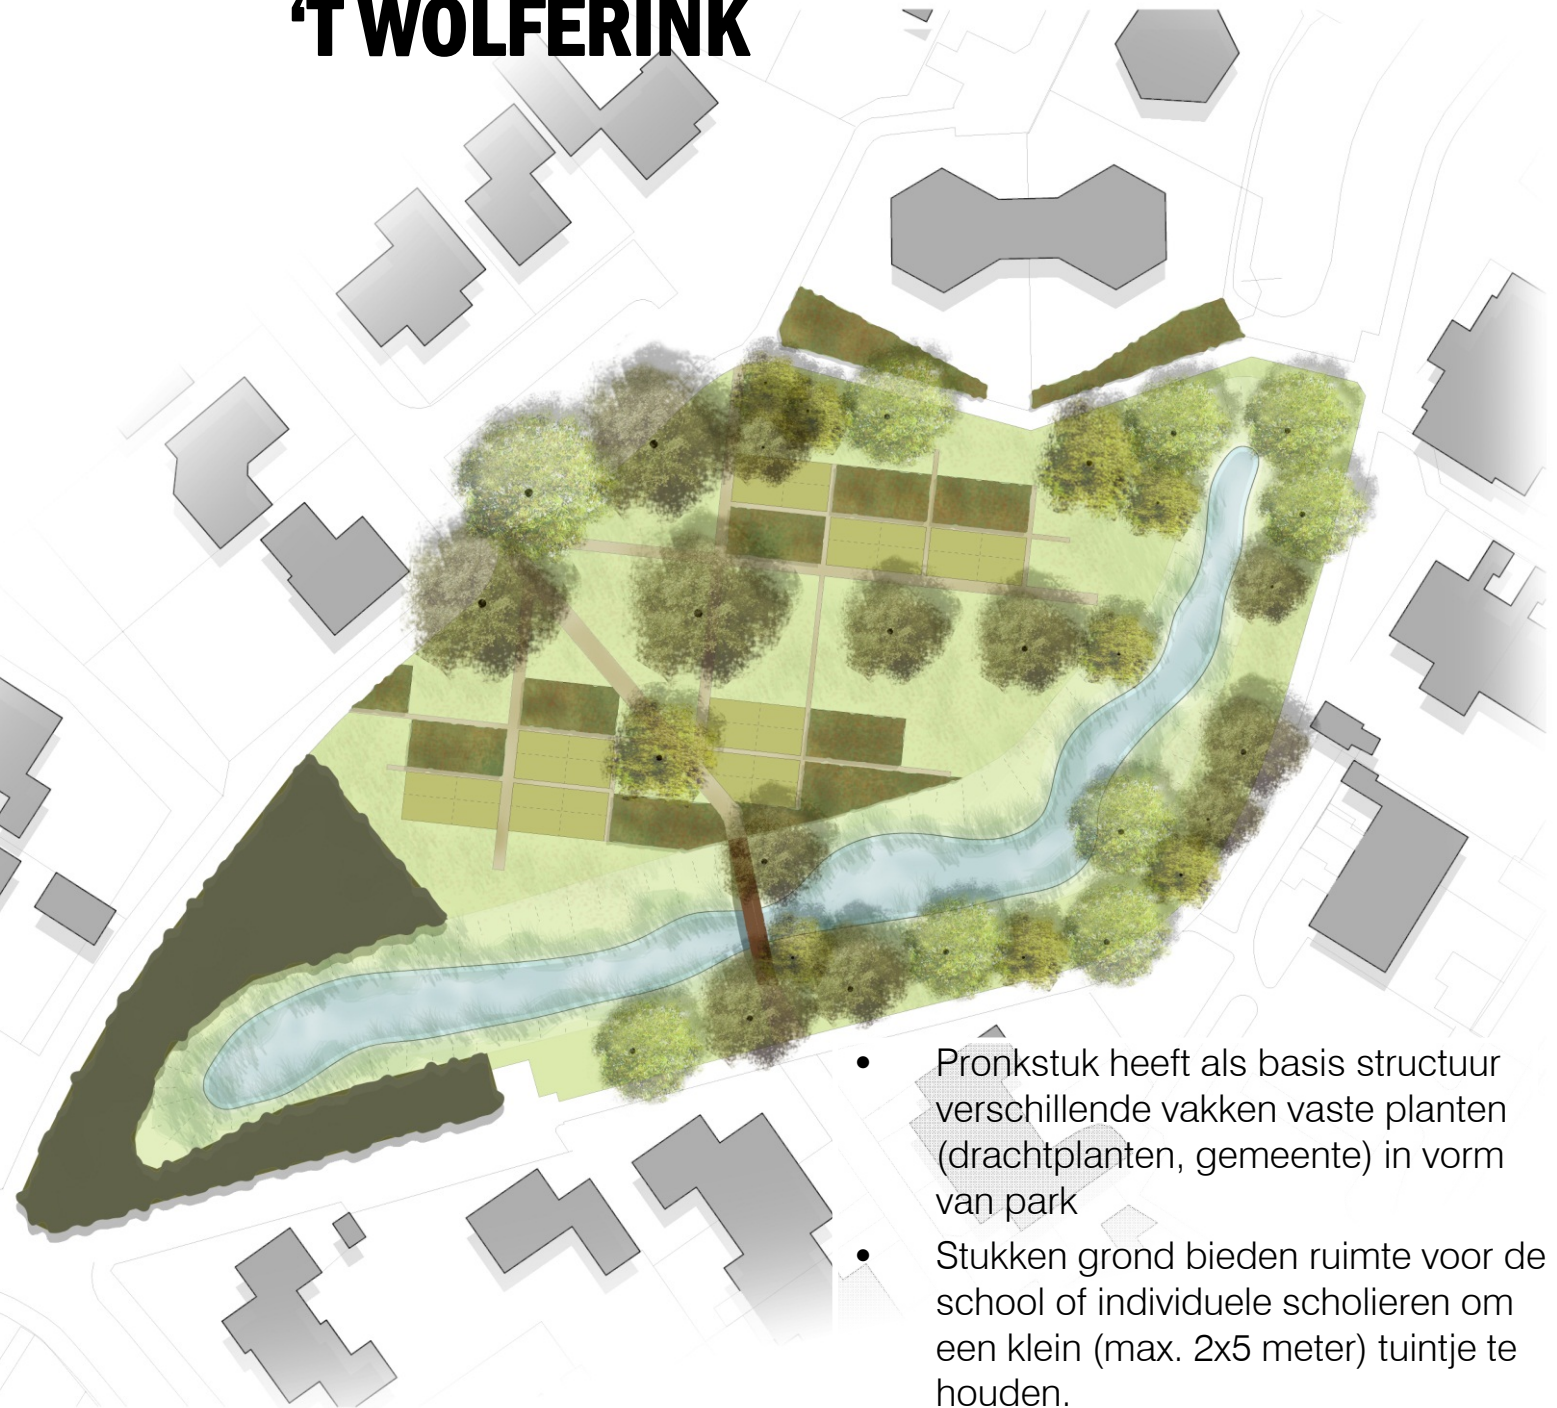 ‘T WOLFERINK
• Pronkstuk heeft als basis structuur
verschillende vakken vaste planten
(drachtplanten, gemeente) in vorm
van park
• Stukken grond bieden ruimte voor de
school of individuele scholieren om
een klein (max. 2x5 meter) tuintje te
houden.